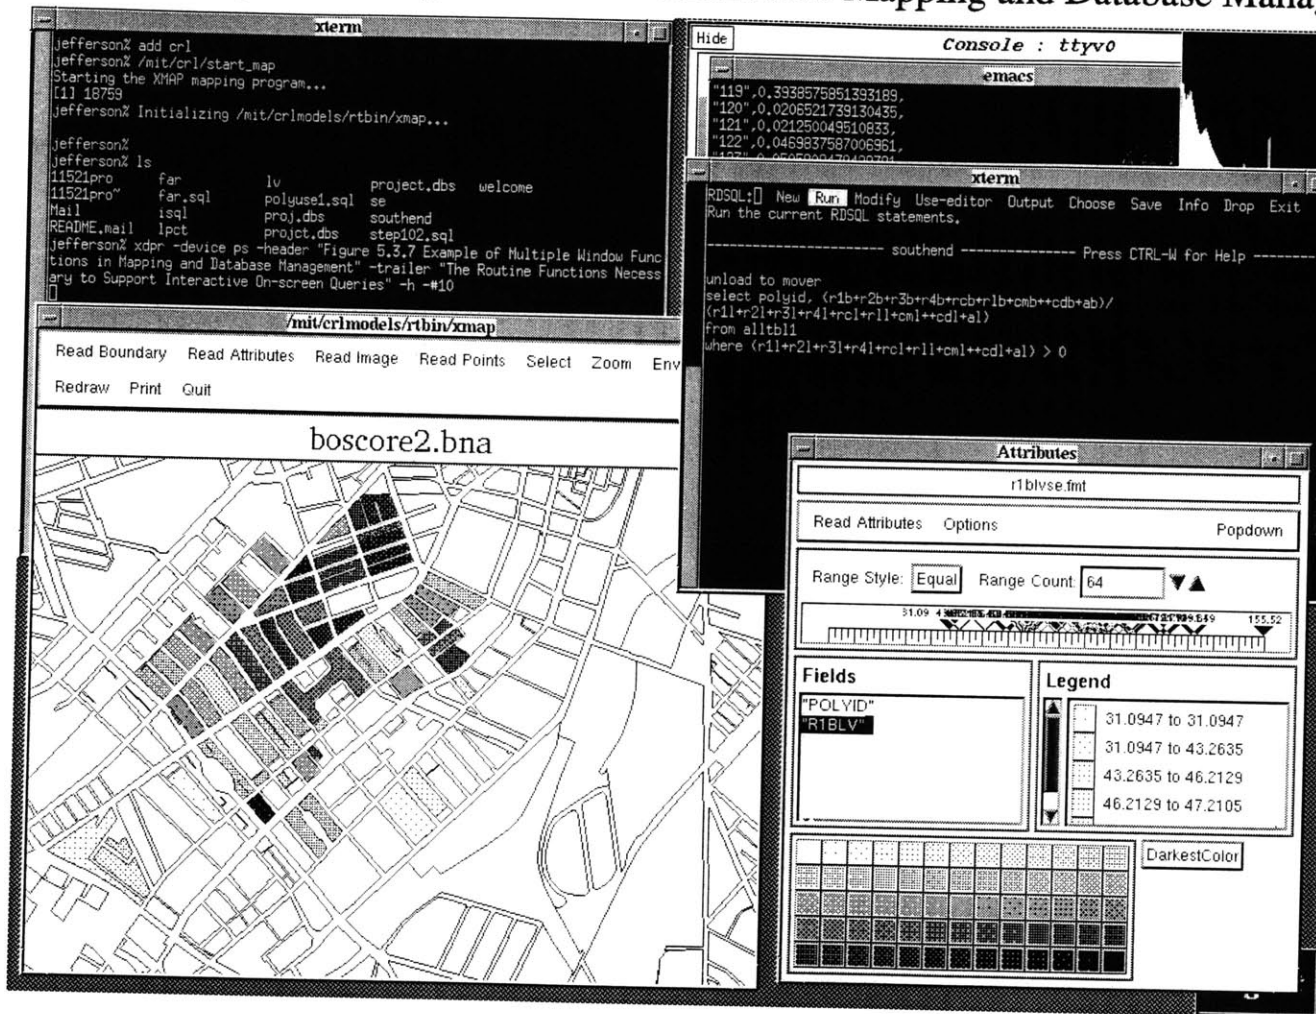 Mapping and Database
xterm
jefferson% add crl
jefferson% /mit/crl/start_map
Starting the XMAP mapping program...
[1] 18759
jefferson% Initializing /mit/crlmodels/rtbin/xmap...
jefferson%
jefferson% ls
11521pro far lv project.dbs welcome
11521pro~ far.sql polyuse1.sql se
Mail isql proj.dbs southend
README.mail lpct projct.dbs step102.sql
jefferson% xdpr -device ps -header "Figure 5.3.7 Example of Multiple Window Func
tions in Mapping and Database Management" -trailer "The Routine Functions Necess
ary to Support Interactive On-screen Queries" -h -#10
Hide
Console : ttyv0
emacs
"119",0.3938575851393189,
"120",0.0206521739130435,
"121",0.021250049510833,
"122",0.0469837587006961,
xterm
RDSQL: New Run Modify Use-editor Output Choose Save Info Drop Exit
Run the current RDSQL statements.
----------------------- southend --------------- Press CTRL-W for Help --------
unload to mover
select polyid, (r1b+r2b+r3b+r4b+rcb+rlb+cmb++cdb+ab)/
(r1l+r2l+r3l+r4l+rcl+rll+cml++cdl+al)
from alltbl1
where (r1l+r2l+r3l+r4l+rcl+rll+cml++cdl+al) > 0
/mit/crlmodels/rtbin/xmap
Read Boundary Read Attributes Read Image Read Points Select Zoom Env
Redraw Print Quit
boscore2.bna
Attributes
r1blvse.fmt
Read Attributes Options Popdown
Range Style: Equal Range Count: 64
31.09 155.52
Fields
"POLYID"
"R1BLV"
Legend
31.0947 to 31.0947
31.0947 to 43.2635
43.2635 to 46.2129
46.2129 to 47.2105
DarkestColor